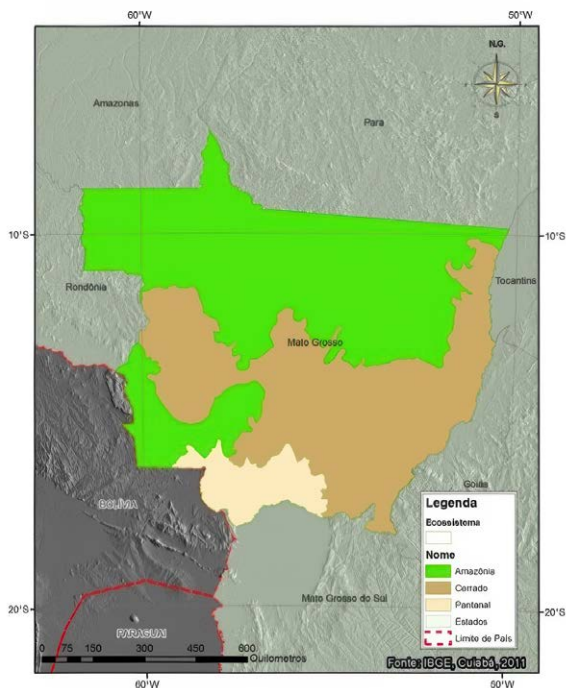 60°W
50°W
N.G.
S
Amazonas
Para
10°S
10°S
Rondônia
Tocantins
Mato Grosso
BOLÍVIA
Goiás
Legenda
Ecossistema
Nome
Amazônia
Cerrado
Pantanal
Estados
Limite de País
Mato Grosso do Sul
20°S
20°S
PARAGUAI
0 75 150 300 450 600
Quilometros
Fonte: IBGE, Cuiabá, 2011
60°W
50°W